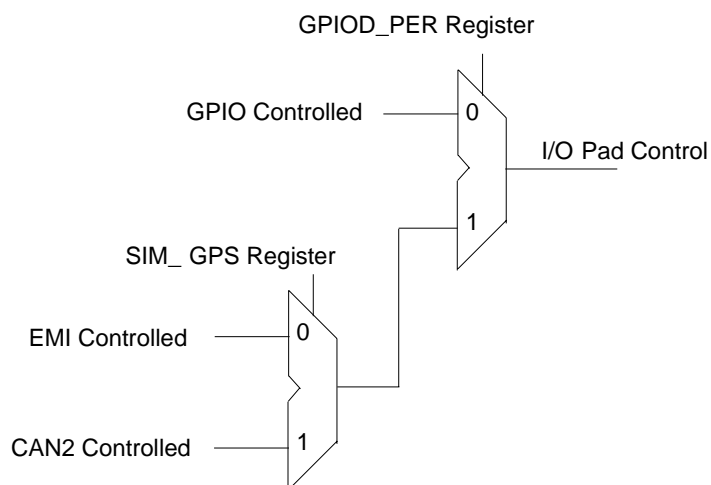 GPIOD_PER Register
GPIO Controlled
0
I/O Pad Control
1
SIM_ GPS Register
EMI Controlled
0
CAN2 Controlled
1